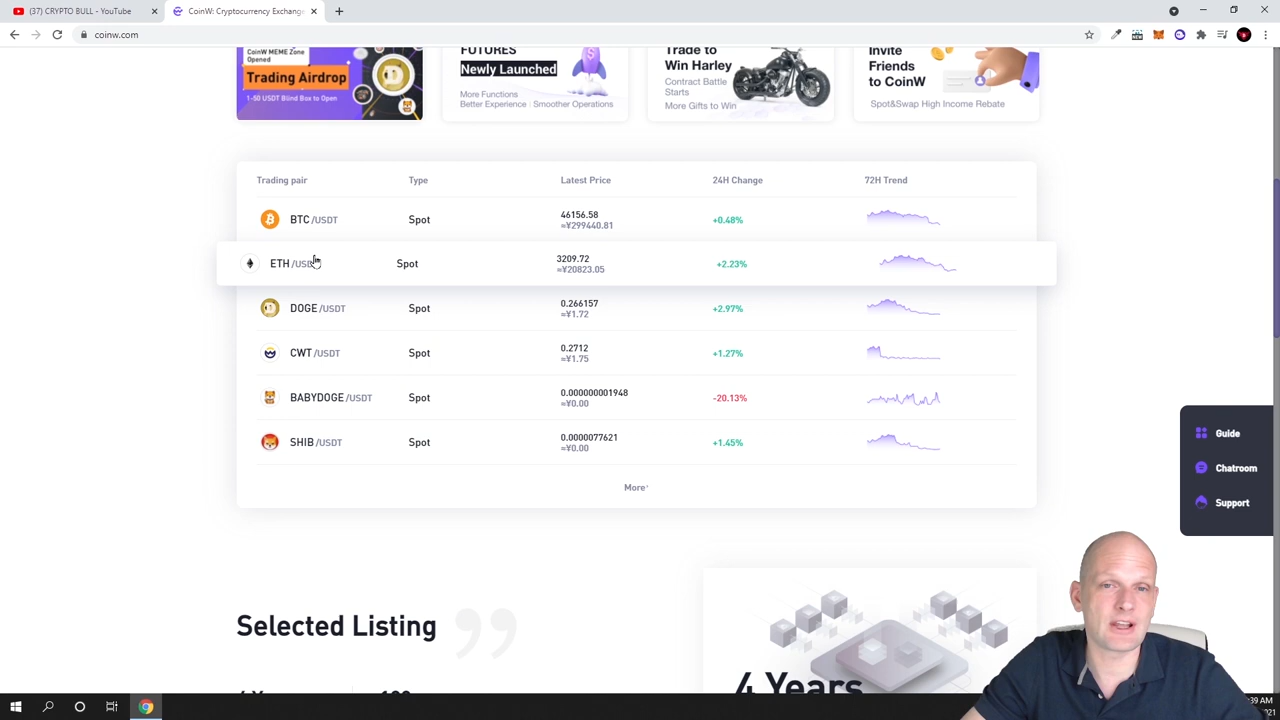 (37) CRYPTO BULL - YouTube
CoinW: Cryptocurrency Exchange
coinw.com
CoinW MEME Zone
Opened
Trading Airdrop
1-50 USDT Blind Box to Open
FUTURES
Newly Launched
More Functions
Better Experience | Smoother Operations
Trade to
Win Harley
Contract Battle
Starts
More Gifts to Win
Invite
Friends
to CoinW
Spot&Swap High Income Rebate
Trading pair Type Latest Price 24H Change 72H Trend
BTC/USDT Spot 46156.58 +0.48%
≈¥299440.81
ETH/USDT Spot 3209.72 +2.23%
≈¥20823.05
DOGE/USDT Spot 0.266157 +2.97%
≈¥1.72
CWT/USDT Spot 0.2712 +1.27%
≈¥1.75
BABYDOGE/USDT Spot 0.000000001948 -20.13%
≈¥0.00
SHIB/USDT Spot 0.0000077621 +1.45%
≈¥0.00
More›
Guide
Chatroom
Support
Selected Listing
4 Years
:39 AM